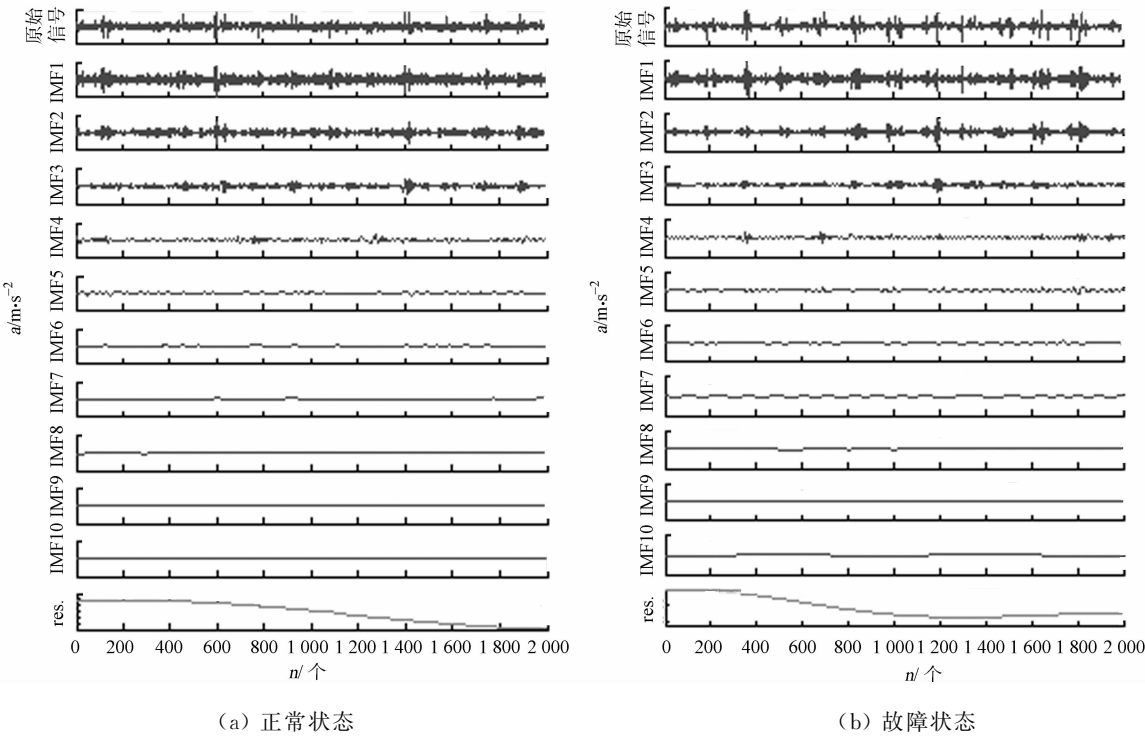 原始
信号
IMF1
IMF2
IMF3
IMF4
IMF5
IMF6
IMF7
IMF8
IMF9
IMF10
res.
a/m•s⁻²
0 200 400 600 800 1 000 1 200 1 400 1 600 1 800 2 000
n/ 个
(a) 正常状态
原始
信号
IMF1
IMF2
IMF3
IMF4
IMF5
IMF6
IMF7
IMF8
IMF9
IMF10
res.
a/m•s⁻²
0 200 400 600 800 1 000 1 200 1 400 1 600 1 800 2 000
n/ 个
(b) 故障状态